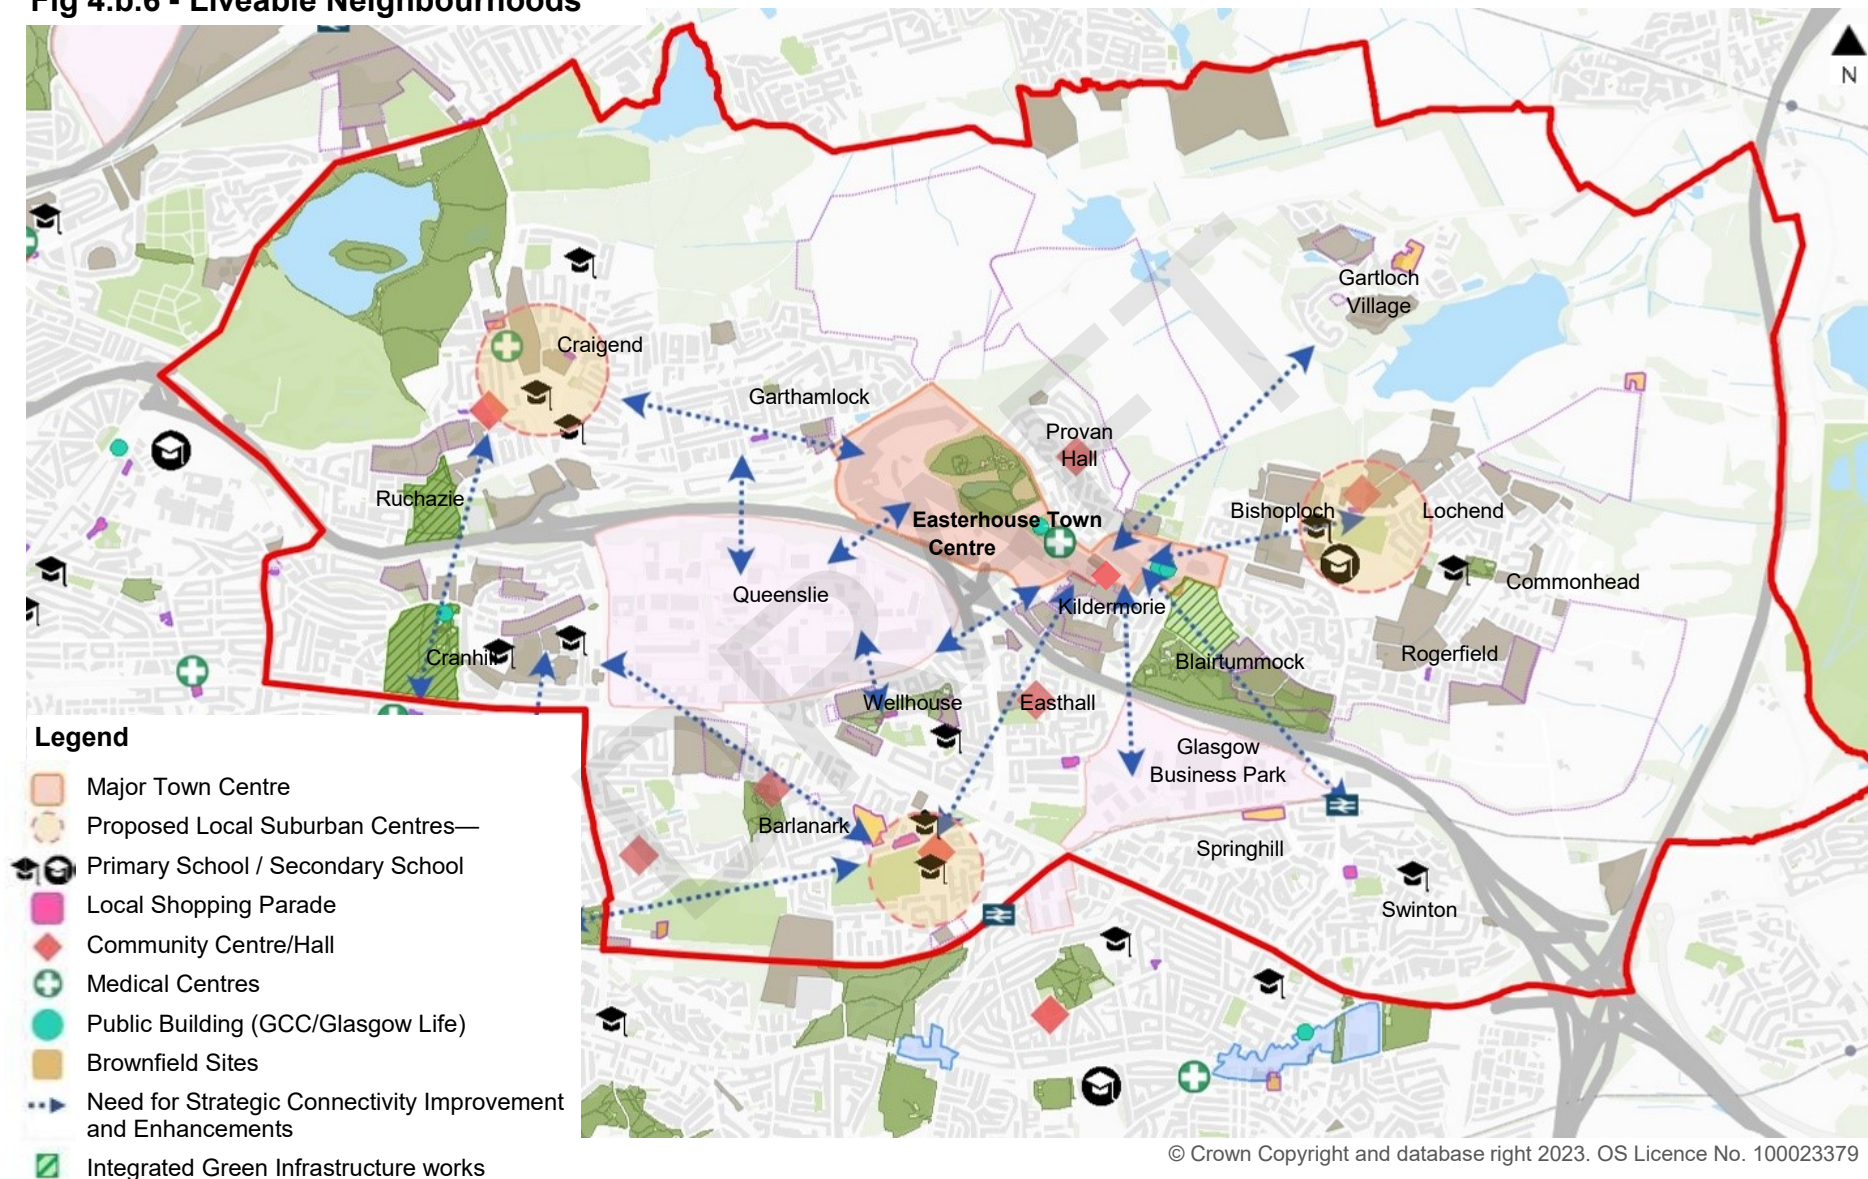 Fig 4.b.6 - Liveable Neighbourhoods
N
Gartloch
Village
Craigend
Garthamlock
Provan
Hall
Ruchazie
Bishoploch
Lochend
Easterhouse Town
Centre
Commonhead
Queenslie
Kildermorie
Cranhill
Blairtummock
Rogerfield
Wellhouse
Easthall
Glasgow
Business Park
Barlanark
Springhill
Swinton
DRAFT
Legend
Major Town Centre
Proposed Local Suburban Centres—
Primary School / Secondary School
Local Shopping Parade
Community Centre/Hall
Medical Centres
Public Building (GCC/Glasgow Life)
Brownfield Sites
Need for Strategic Connectivity Improvement
and Enhancements
Integrated Green Infrastructure works
© Crown Copyright and database right 2023. OS Licence No. 100023379